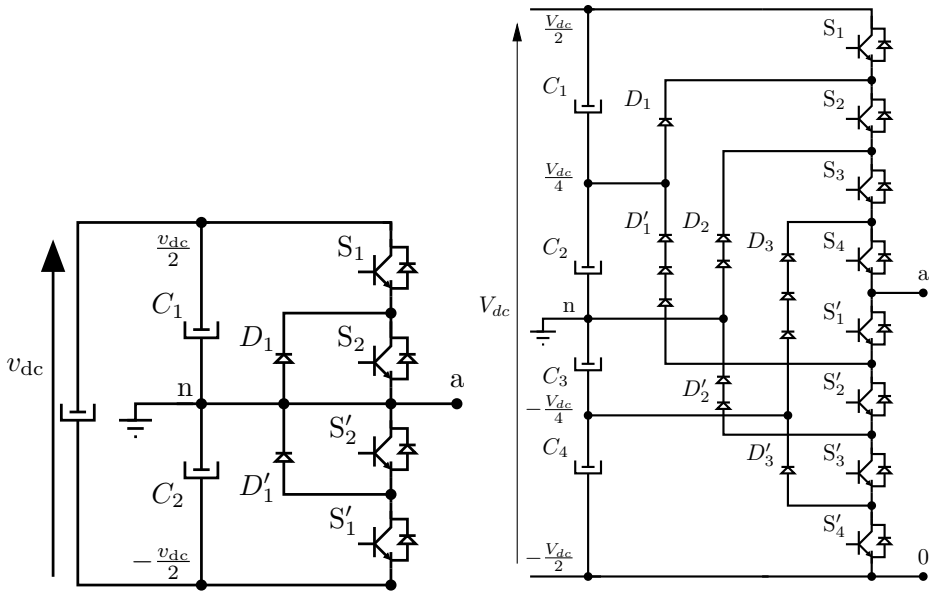 v_dc
v_dc/2
C_1
n
C_2
-v_dc/2
D_1
D'_1
S_1
S_2
S'_2
S'_1
a
V_dc
V_dc/2
C_1
V_dc/4
C_2
n
C_3
-V_dc/4
C_4
-V_dc/2
D_1
D'_1
D_2
D'_2
D_3
D'_3
S_1
S_2
S_3
S_4
S'_1
S'_2
S'_3
S'_4
a
0